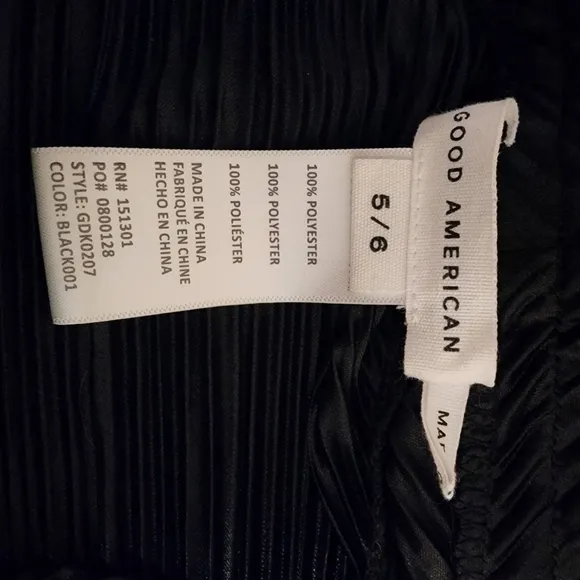 GOOD AMERICAN
5/6
100% POLYESTER
100% POLYESTER
100% POLIÉSTER
MADE IN CHINA
FABRIQUÉ EN CHINE
HECHO EN CHINA
RN# 151301
PO# 0800128
STYLE: GDK0207
COLOR: BLACK001